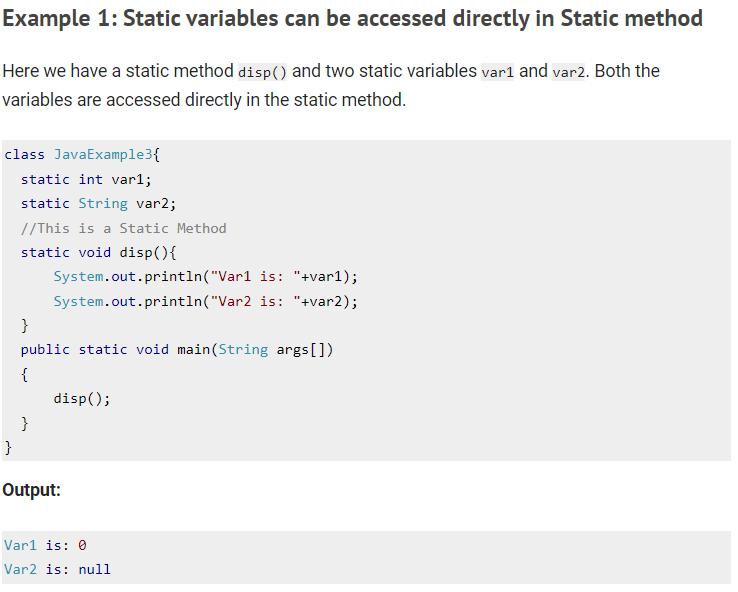 Example 1: Static variables can be accessed directly in Static method
Here we have a static method disp() and two static variables var1 and var2. Both the
variables are accessed directly in the static method.
class JavaExample3{
  static int var1;
  static String var2;
  //This is a Static Method
  static void disp(){
      System.out.println("Var1 is: "+var1);
      System.out.println("Var2 is: "+var2);
  }
  public static void main(String args[])
  {
      disp();
  }
}
Output:
Var1 is: 0
Var2 is: null